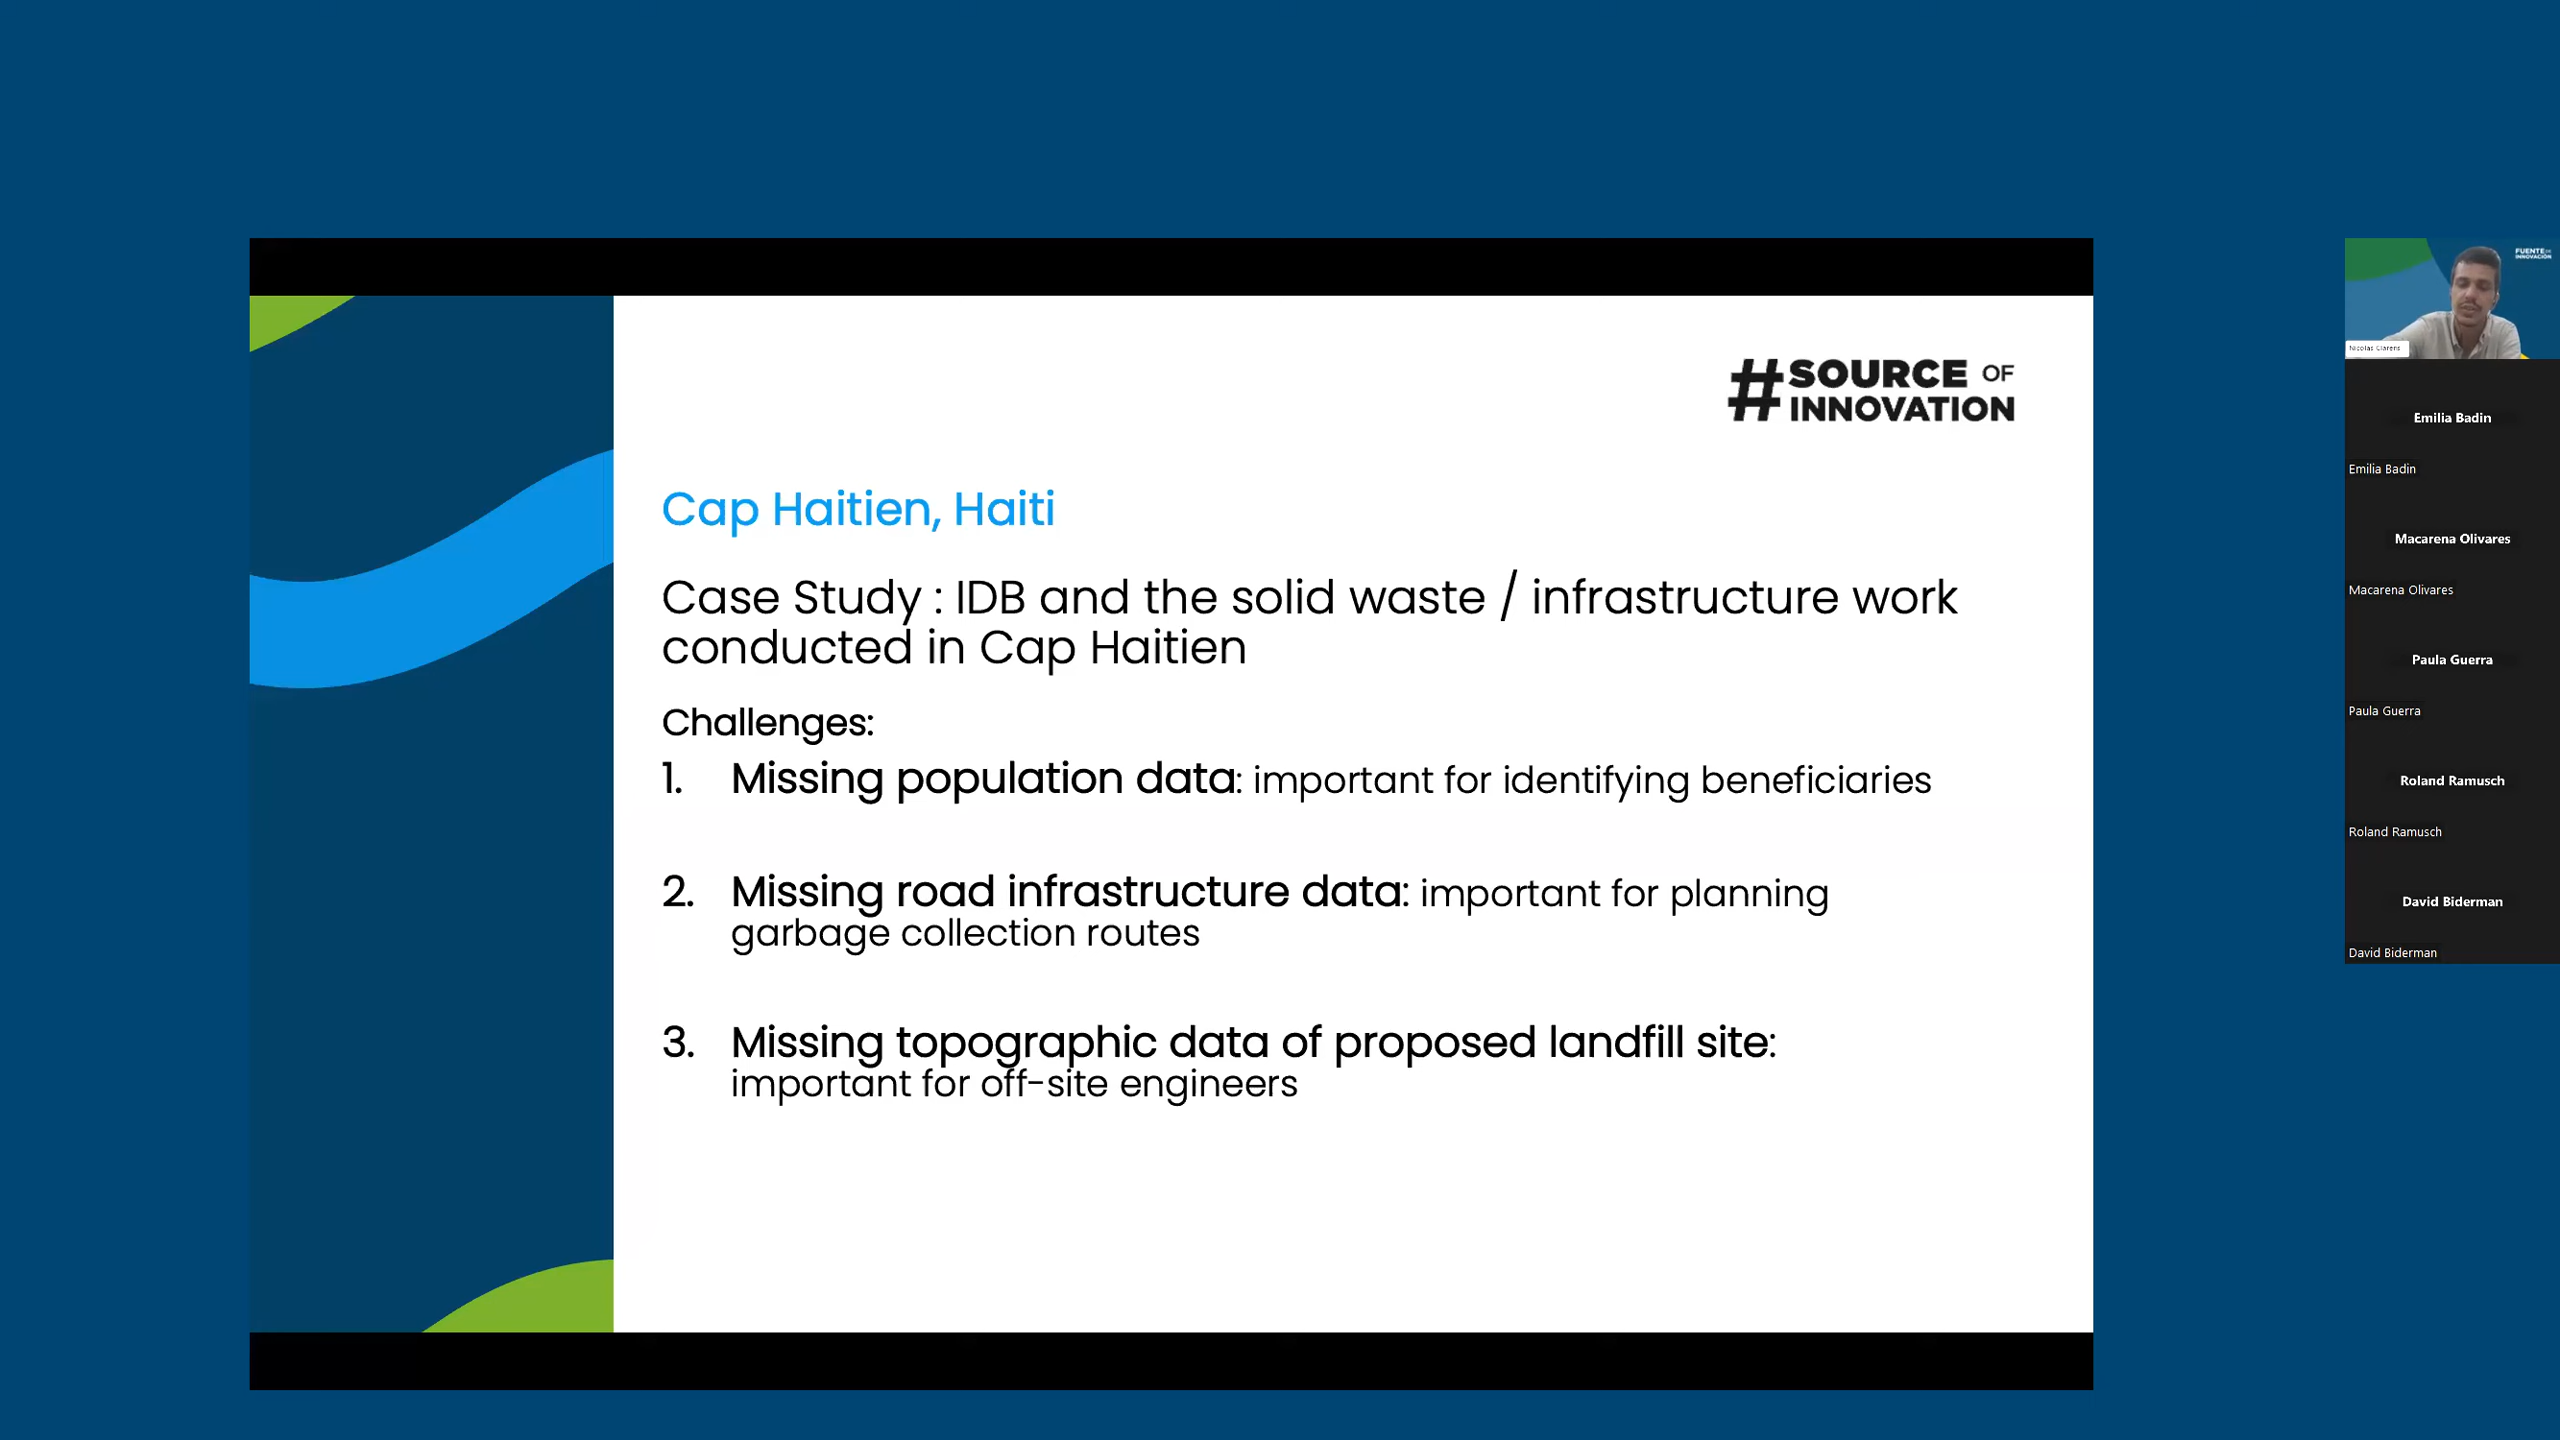 #SOURCE OF
INNOVATION
Cap Haitien, Haiti
Case Study : IDB and the solid waste / infrastructure work
conducted in Cap Haitien
Challenges:
1. Missing population data: important for identifying beneficiaries
2. Missing road infrastructure data: important for planning
garbage collection routes
3. Missing topographic data of proposed landfill site:
important for off-site engineers
FUENTE DE
INNOVACIÓN
Nicolas Clarens
Emilia Badin
Emilia Badin
Macarena Olivares
Macarena Olivares
Paula Guerra
Paula Guerra
Roland Ramusch
Roland Ramusch
David Biderman
David Biderman